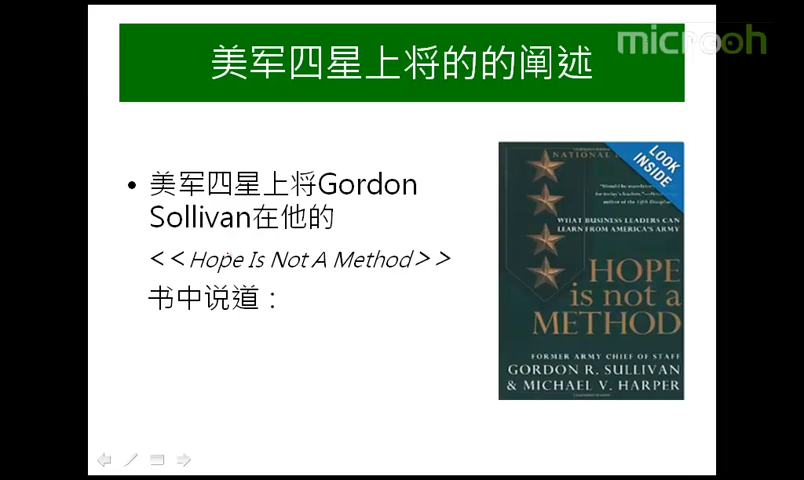 microoh
美军四星上将的的阐述
• 美军四星上将Gordon
Sollivan在他的
<<Hope Is Not A Method>>
书中说道：
LOOK
INSIDE
NATIONAL
WHAT BUSINESS LEADERS CAN
LEARN FROM AMERICA'S ARMY
HOPE
is not a
METHOD
FORMER ARMY CHIEF OF STAFF
GORDON R. SULLIVAN
& MICHAEL V. HARPER